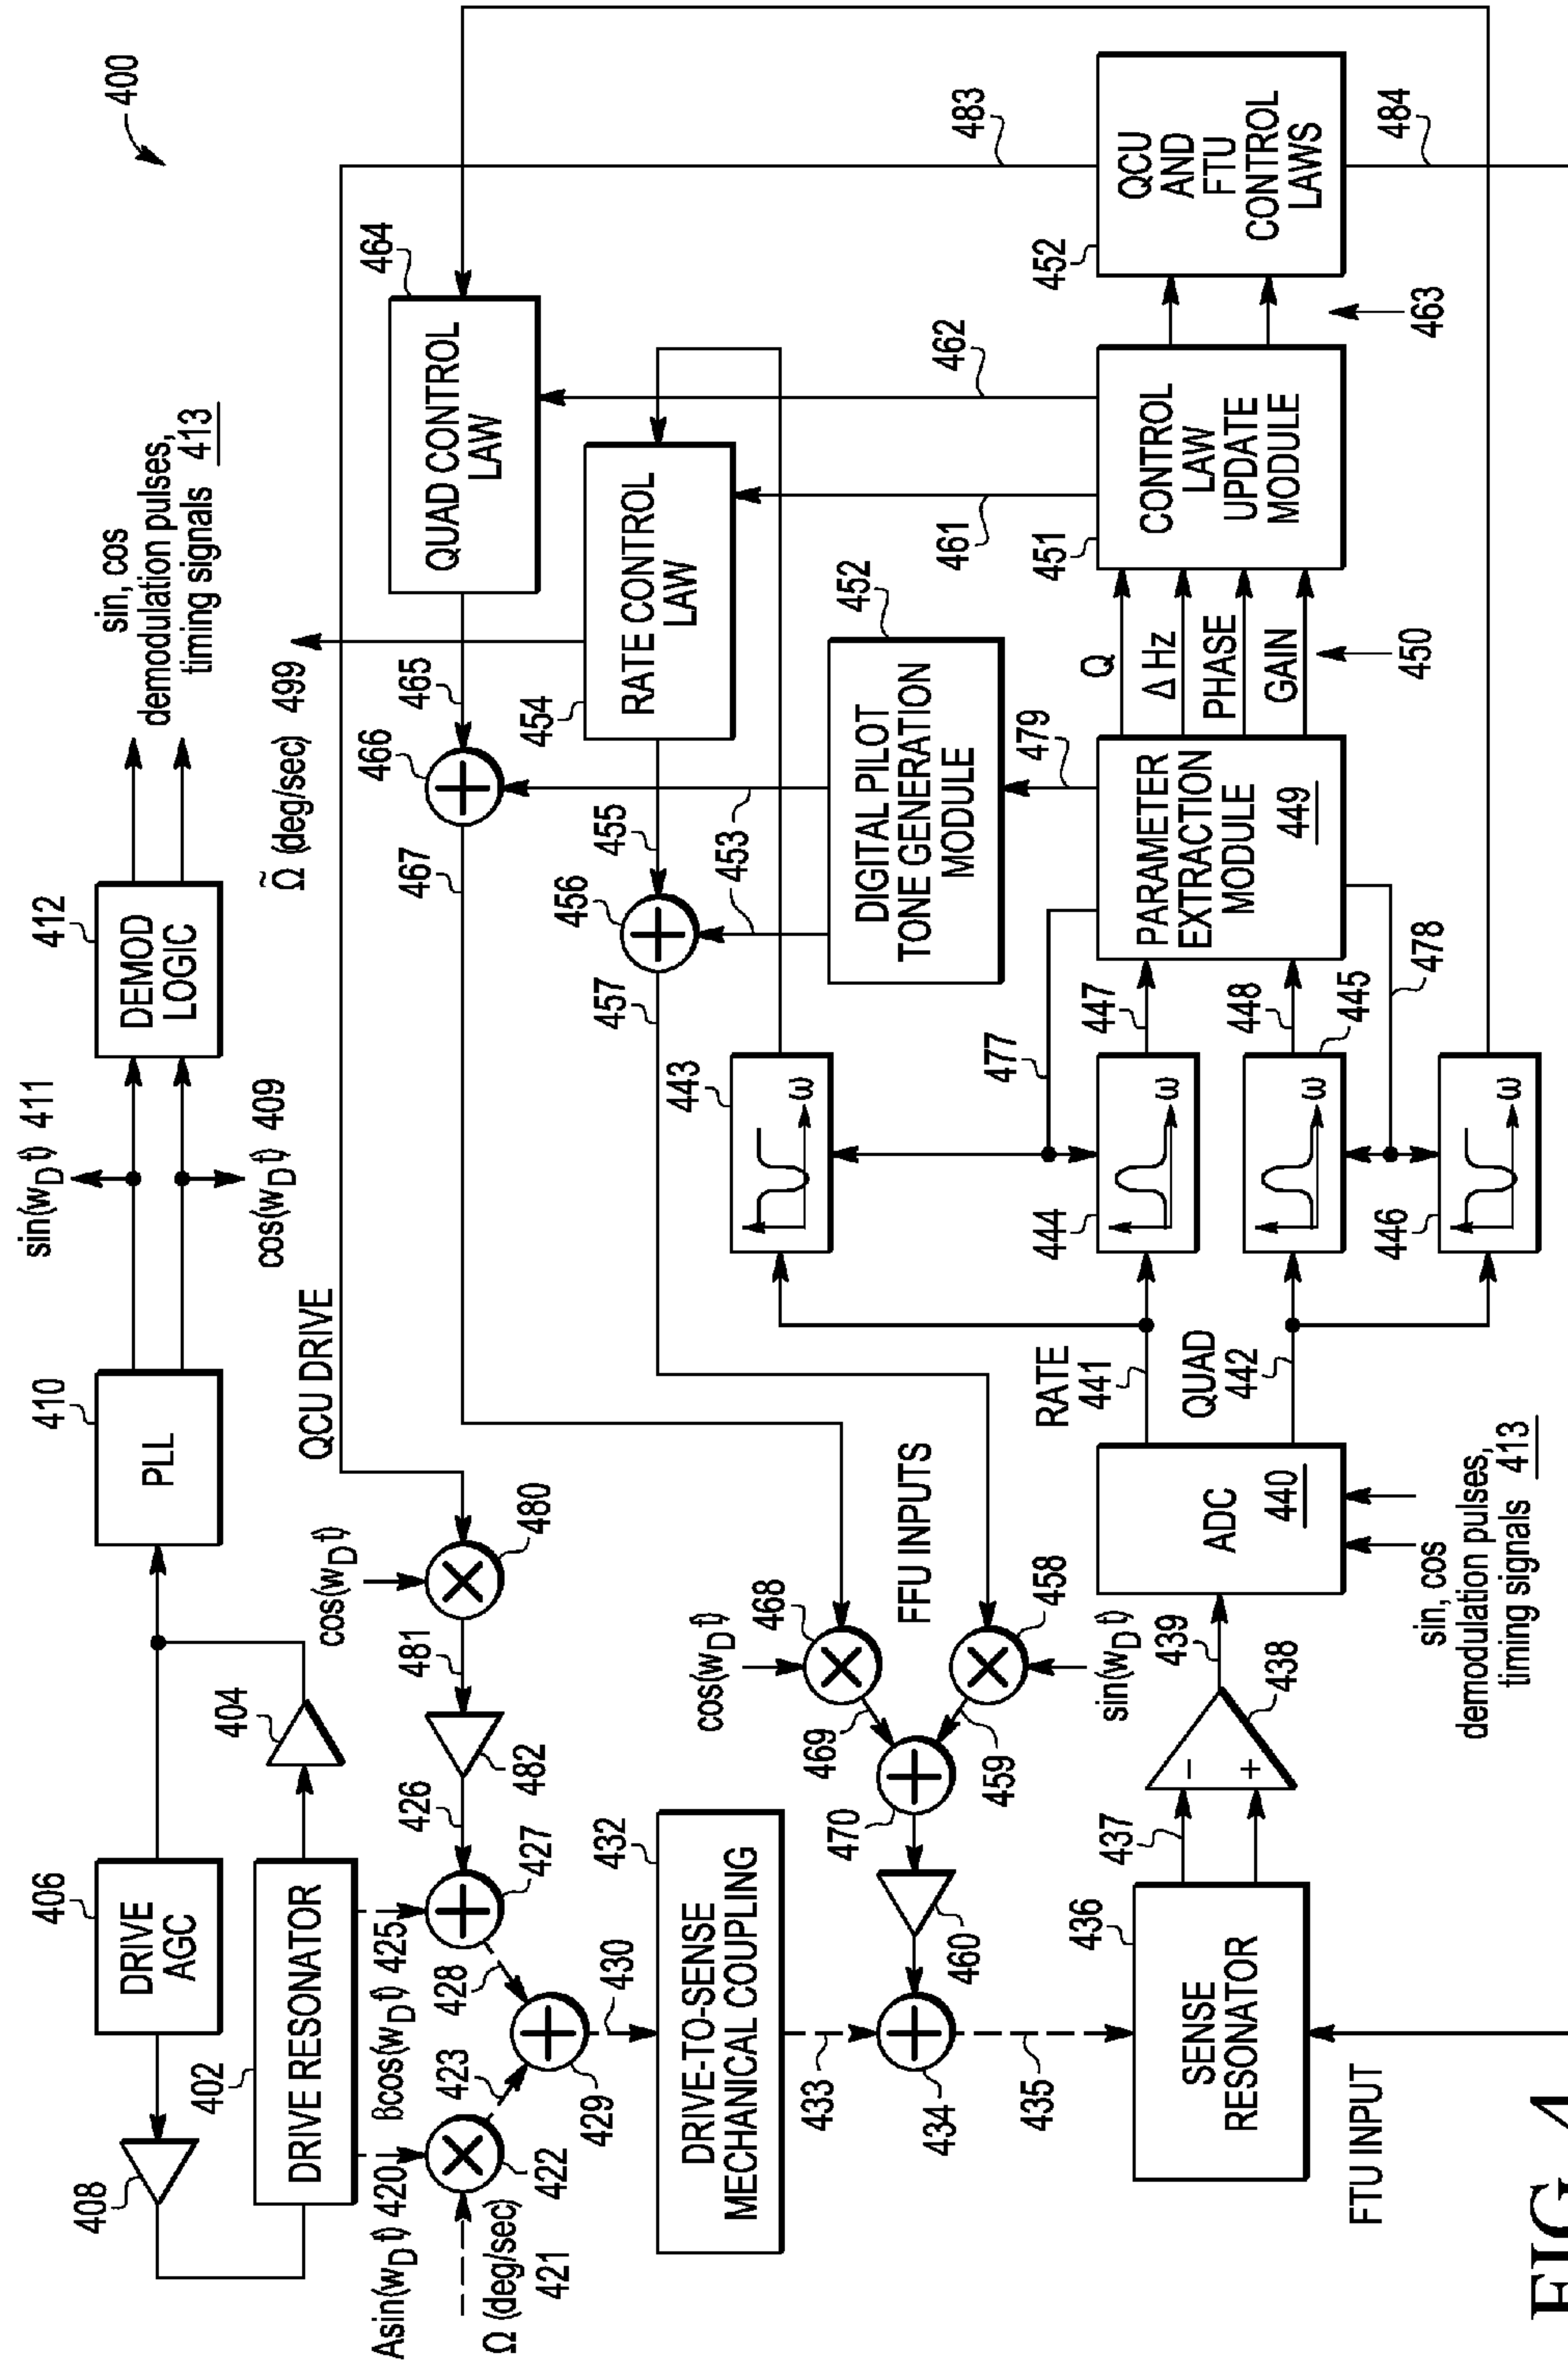 400
406
DRIVE
AGC
408
402
DRIVE RESONATOR
404
410
PLL
sin(wDt) 411
cos(wDt) 409
412
DEMOD
LOGIC
sin, cos
demodulation pulses,
timing signals 413
Asin(wDt) 420
Ω (deg/sec)
421
422
423
βcos(wDt) 425
426
427
428
429
430
QCU DRIVE
cos(wDt)
480
481
482
483
DRIVE-TO-SENSE
MECHANICAL COUPLING
432
433
434
435
460
470
469
459
cos(wDt)
468
458
sin(wDt)
FFU INPUTS
467
466
465
457
456
455
453
464
QUAD CONTROL
LAW
Ω̃ (deg/sec) 499
454
RATE CONTROL
LAW
452
DIGITAL PILOT
TONE GENERATION
MODULE
461
462
479
443
ω
477
444
ω
447
448
445
ω
446
ω
478
436
SENSE
RESONATOR
437
-
+
438
439
ADC
440
sin, cos
demodulation pulses,
timing signals 413
RATE
441
QUAD
442
PARAMETER
EXTRACTION
MODULE
449
Q
Δ Hz
PHASE
GAIN
450
451
CONTROL
LAW
UPDATE
MODULE
463
452
QCU
AND
FTU
CONTROL
LAWS
484
FTU INPUT
FIG. 4